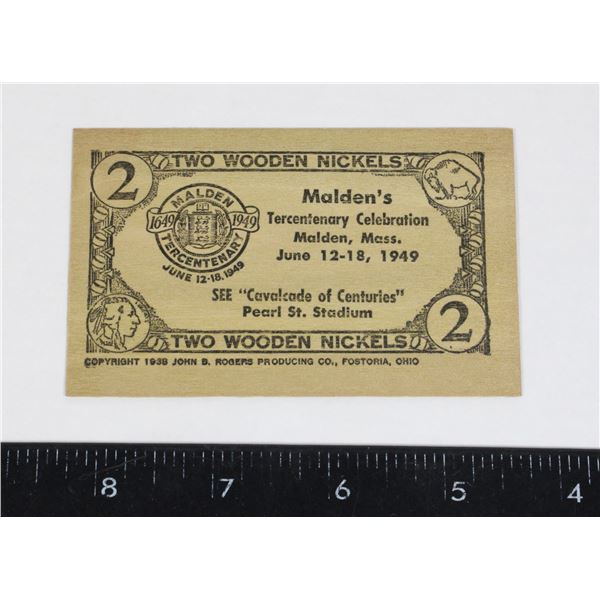 TWO WOODEN NICKELS
2
MALDEN
1649 1949
TERCENTENARY
JUNE 12-18, 1949
Malden's
Tercentenary Celebration
Malden, Mass.
June 12-18, 1949
SEE "Cavalcade of Centuries"
Pearl St. Stadium
2
TWO WOODEN NICKELS
COPYRIGHT 1938 JOHN B. ROGERS PRODUCING CO., FOSTORIA, OHIO
8 7 6 5 4